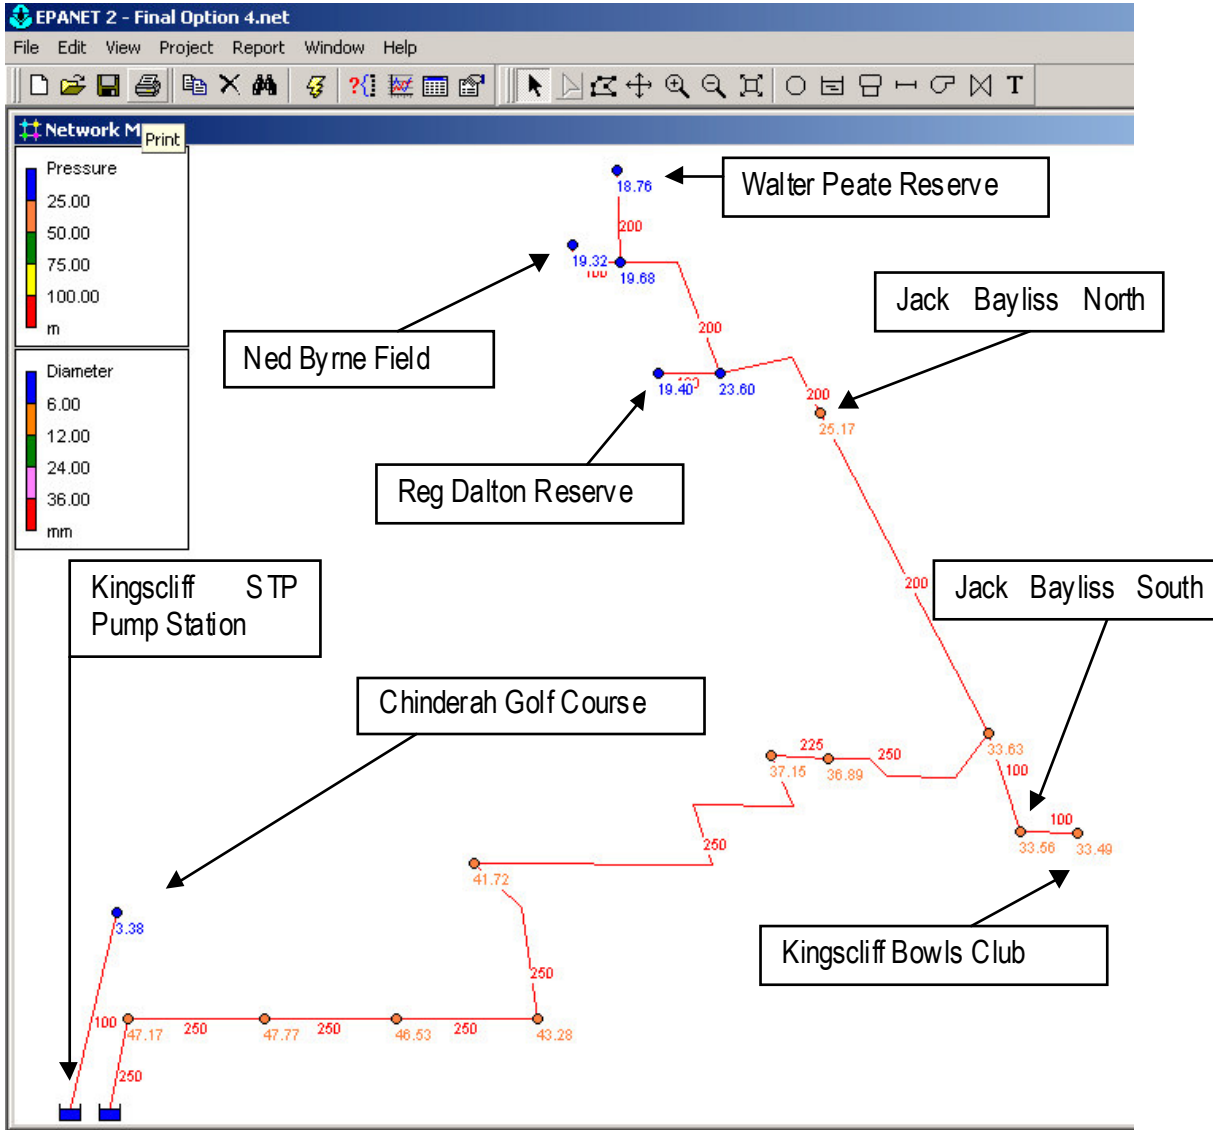 EPANET 2 - Final Option 4.net
File Edit View Project Report Window Help
T
Network M
Print
Pressure
25.00
50.00
75.00
100.00
m
Diameter
6.00
12.00
24.00
36.00
mm
18.76
Walter Peate Reserve
200
19.32
19.68
Jack Bayliss North
Ned Byrne Field
200
19.40
23.60
200
25.17
Reg Dalton Reserve
Kingscliff STP
Pump Station
200
Jack Bayliss South
Chinderah Golf Course
33.63
225
250
37.15
36.89
100
100
33.56
33.49
250
41.72
3.38
Kingscliff Bowls Club
250
100
47.17
250
47.77
250
46.53
250
43.28
250